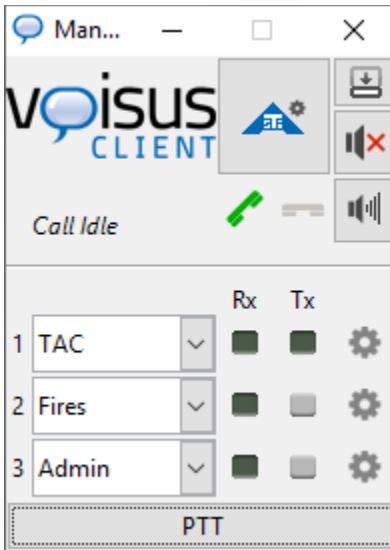 Man...
VOISUS
CLIENT
Call Idle
Rx Tx
1 TAC
2 Fires
3 Admin
PTT